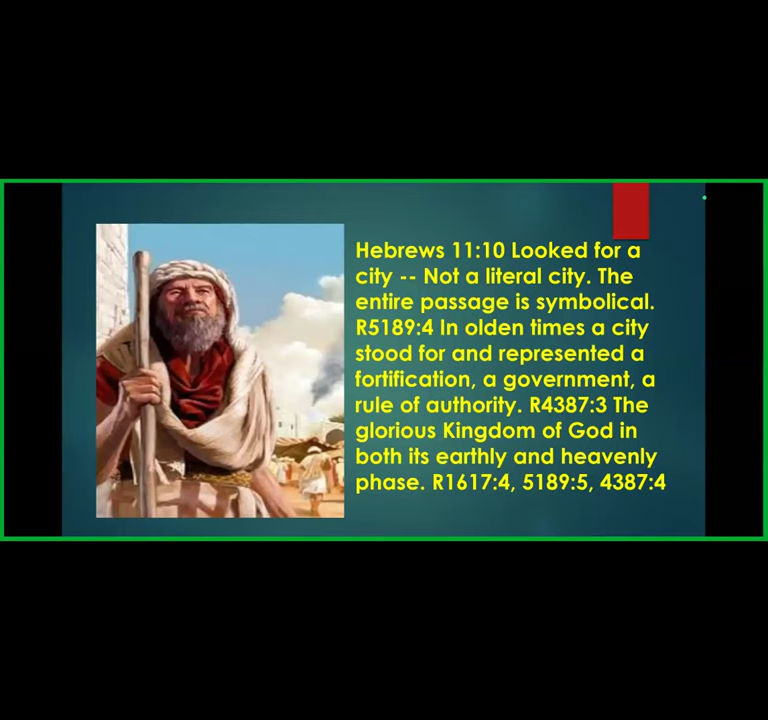 Hebrews 11:10 Looked for a
city -- Not a literal city. The
entire passage is symbolical.
R5189:4 In olden times a city
stood for and represented a
fortification, a government, a
rule of authority. R4387:3 The
glorious Kingdom of God in
both its earthly and heavenly
phase. R1617:4, 5189:5, 4387:4